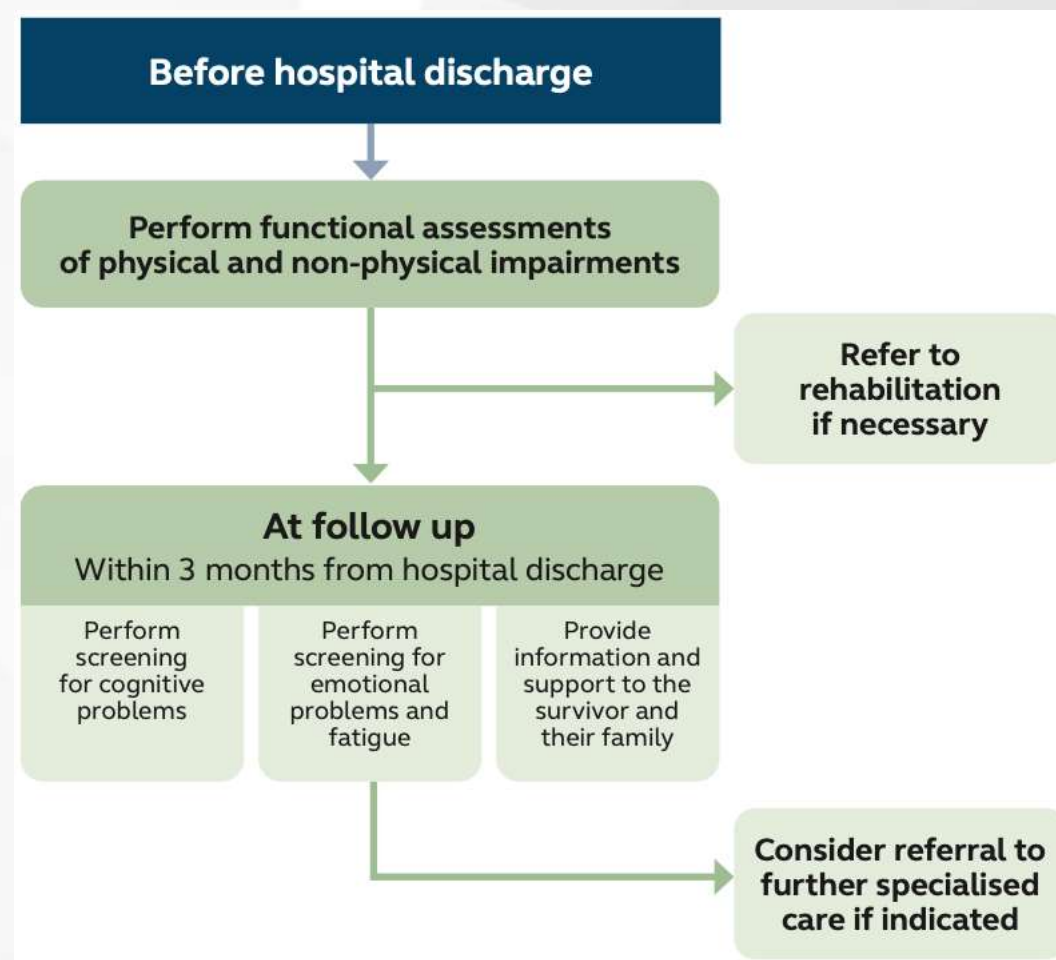 Before hospital discharge
Perform functional assessments
of physical and non-physical impairments
Refer to
rehabilitation
if necessary
At follow up
Within 3 months from hospital discharge
Perform
screening
for cognitive
problems
Perform
screening for
emotional
problems and
fatigue
Provide
information and
support to the
survivor and
their family
Consider referral to
further specialised
care if indicated